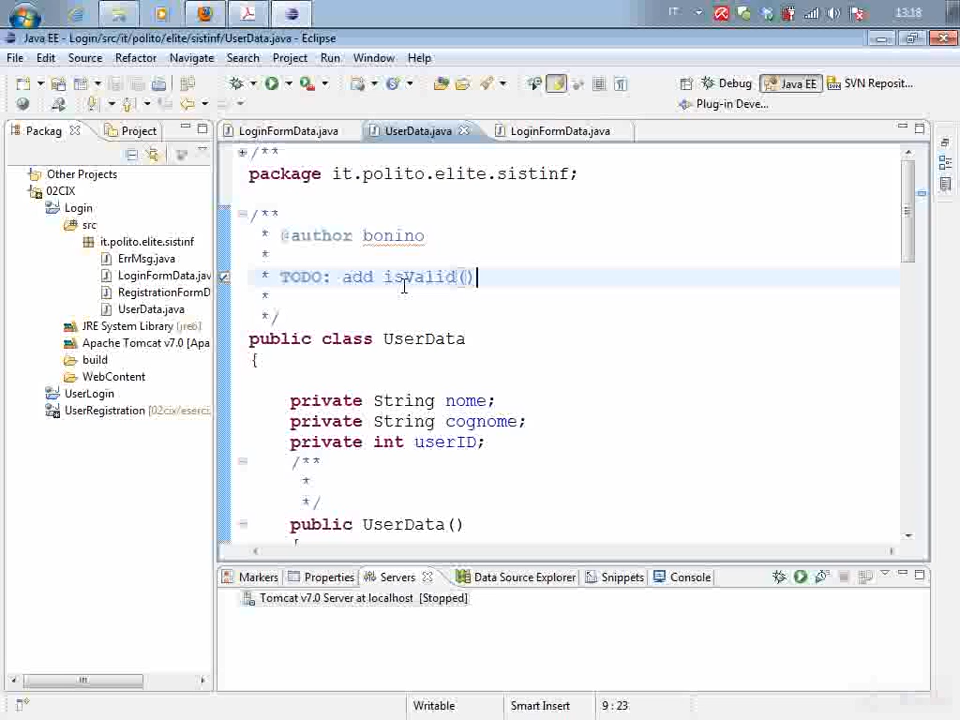 IT
13.18
Java EE - Login/src/it/polito/elite/sistinf/UserData.java - Eclipse
File Edit Source Refactor Navigate Search Project Run Window Help
Debug Java EE SVN Reposit...
Plug-in Deve...
Packag Project
LoginFormData.java UserData.java LoginFormData.java
Other Projects
02CIX
Login
src
it.polito.elite.sistinf
ErrMsg.java
LoginFormData.jav
RegistrationFormD
UserData.java
JRE System Library [jre6]
Apache Tomcat v7.0 [Apa
build
WebContent
UserLogin
UserRegistration [02cix/eserci
/**
package it.polito.elite.sistinf;
/**
* @author bonino
*
* TODO: add isValid()
*
*/
public class UserData
{
private String nome;
private String cognome;
private int userID;
/**
*
*/
public UserData()
{
Markers Properties Servers Data Source Explorer Snippets Console
Tomcat v7.0 Server at localhost [Stopped]
Writable Smart Insert 9 : 23